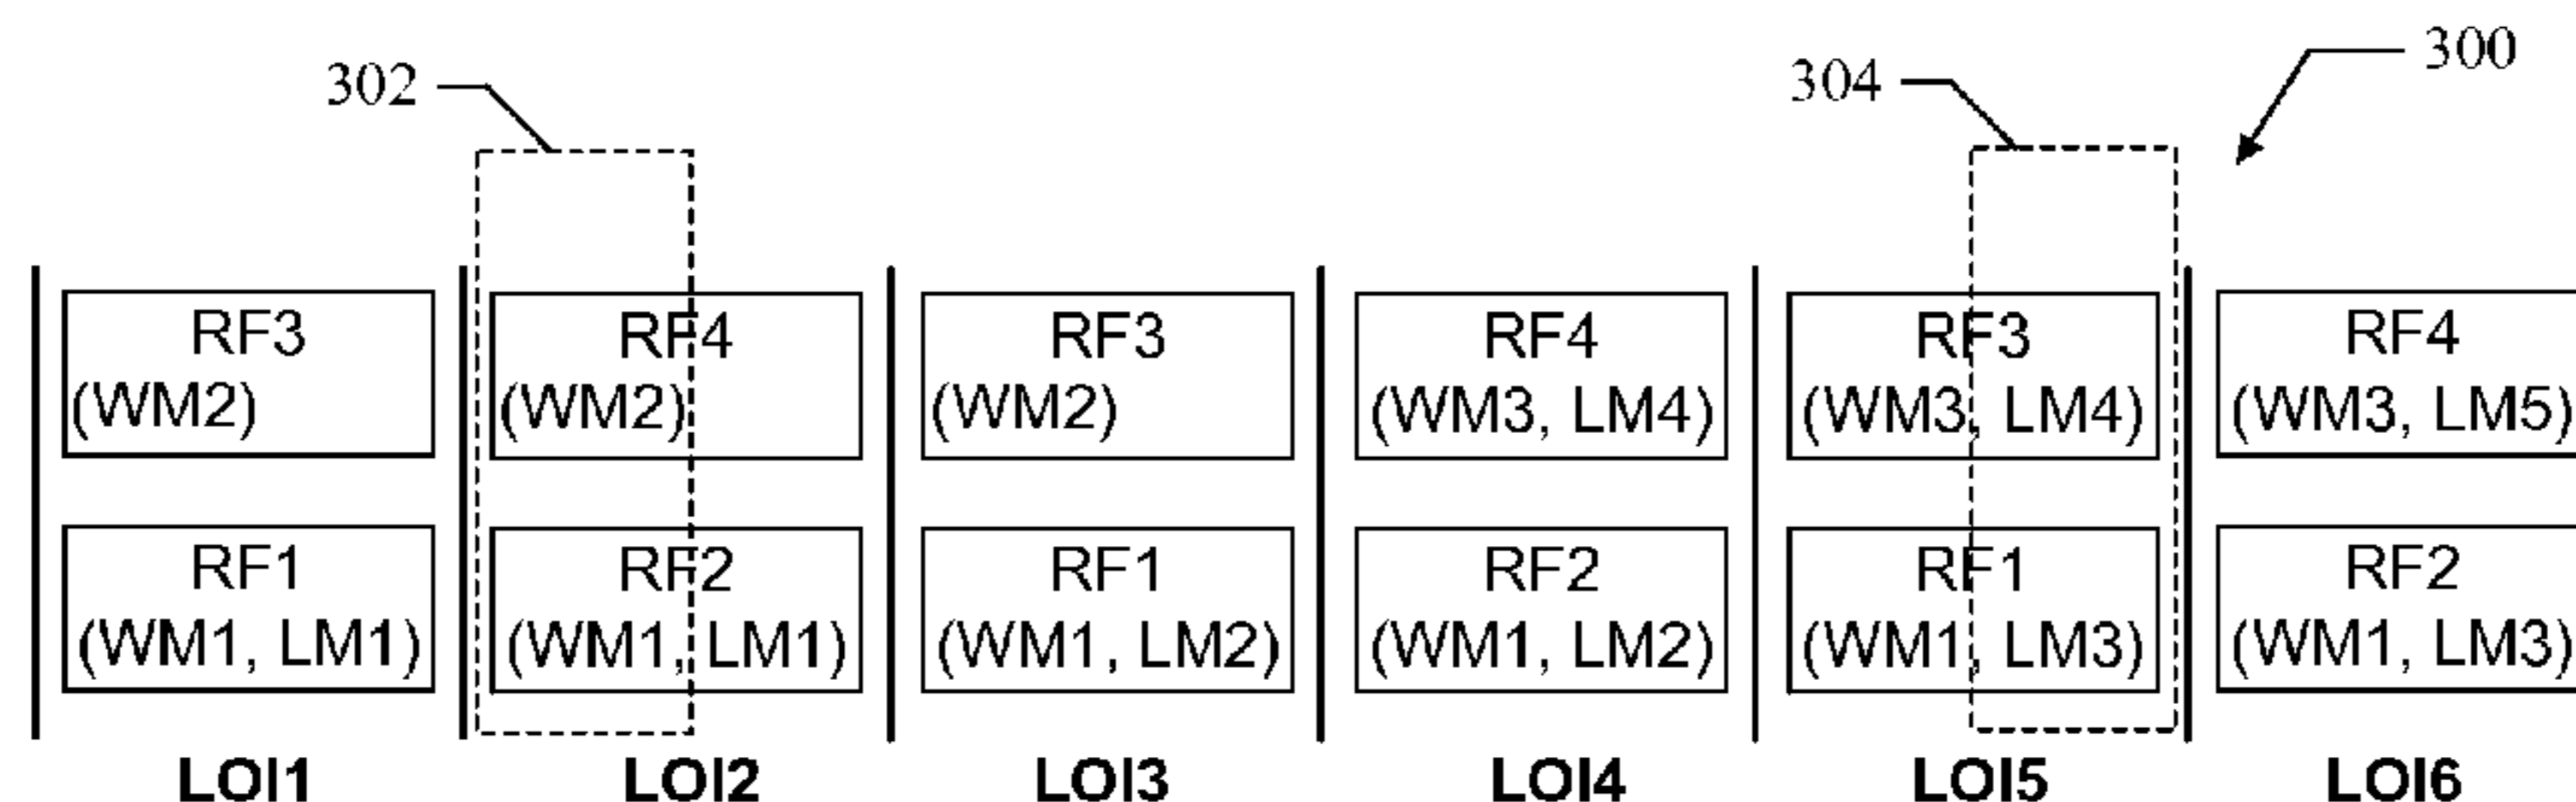 302
304
300
RF3
(WM2)
RF4
(WM2)
RF3
(WM2)
RF4
(WM3, LM4)
RF3
(WM3, LM4)
RF4
(WM3, LM5)
RF1
(WM1, LM1)
RF2
(WM1, LM1)
RF1
(WM1, LM2)
RF2
(WM1, LM2)
RF1
(WM1, LM3)
RF2
(WM1, LM3)
LOI1
LOI2
LOI3
LOI4
LOI5
LOI6